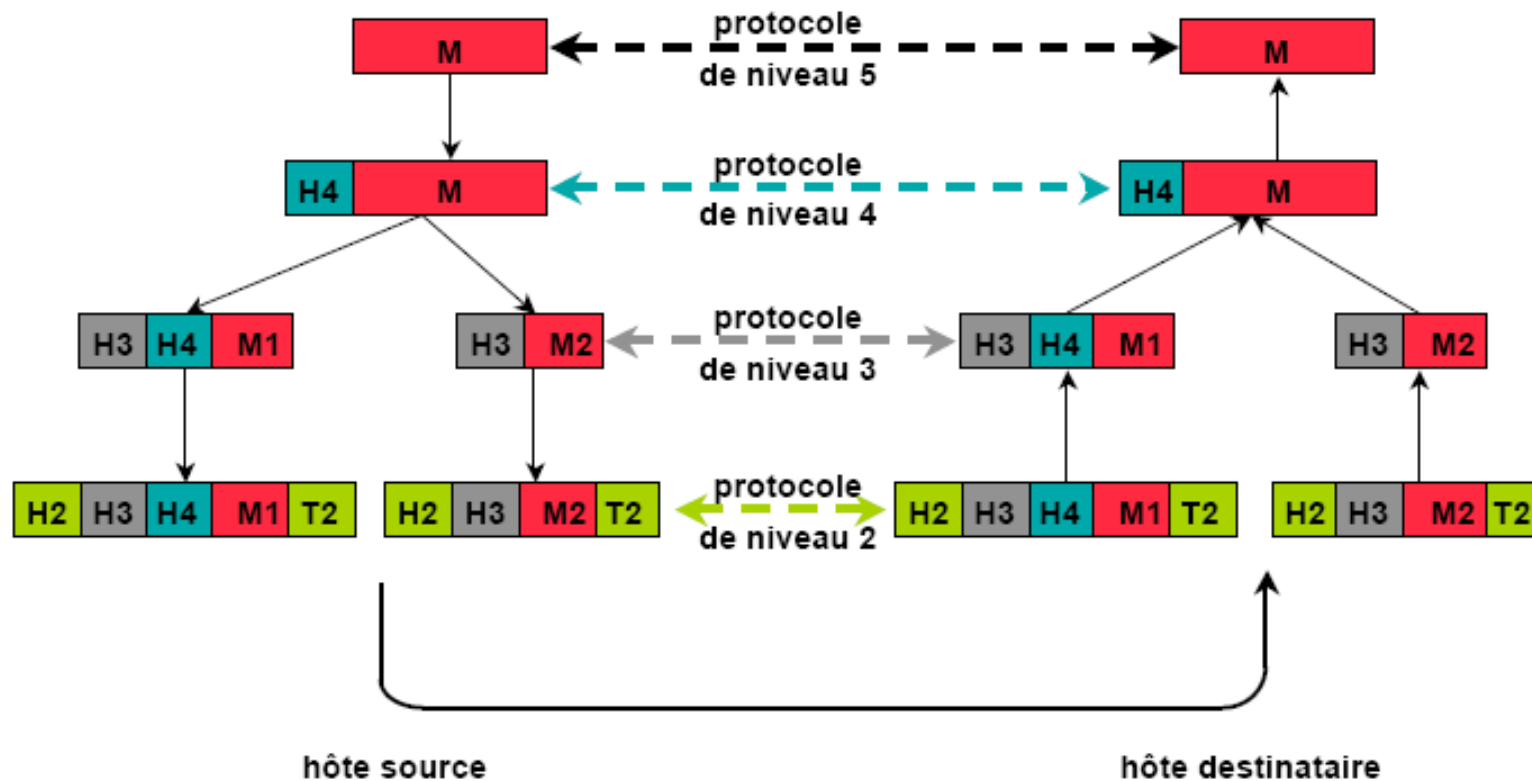 M protocole M
de niveau 5
H4 M protocole H4 M
de niveau 4
H3 H4 M1 H3 M2 protocole H3 H4 M1 H3 M2
de niveau 3
H2 H3 H4 M1 T2 H2 H3 M2 T2 protocole H2 H3 H4 M1 T2 H2 H3 M2 T2
de niveau 2
hôte source hôte destinataire